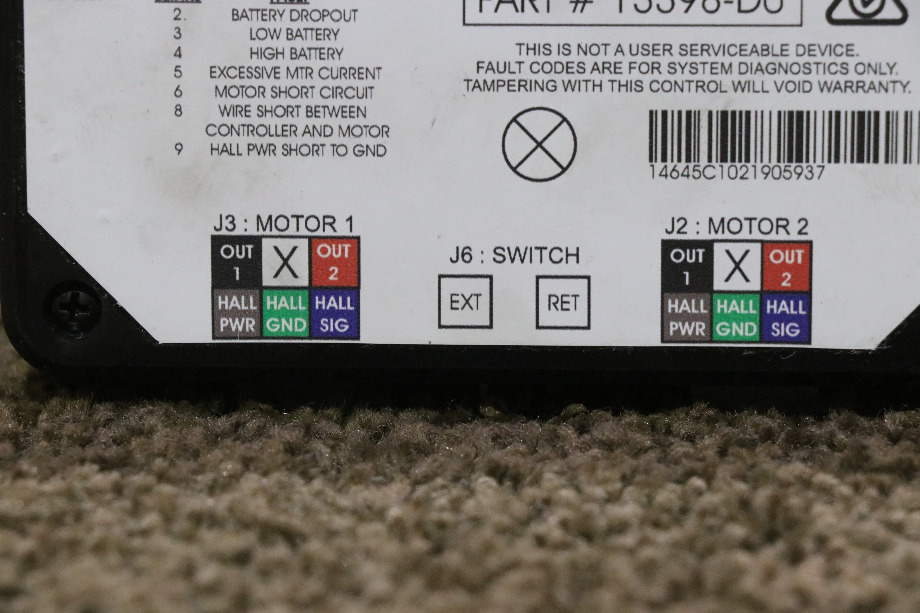 2 BATTERY DROPOUT
3 LOW BATTERY
4 HIGH BATTERY
5 EXCESSIVE MTR CURRENT
6 MOTOR SHORT CIRCUIT
8 WIRE SHORT BETWEEN
CONTROLLER AND MOTOR
9 HALL PWR SHORT TO GND
PART #
THIS IS NOT A USER SERVICEABLE DEVICE.
FAULT CODES ARE FOR SYSTEM DIAGNOSTICS ONLY.
TAMPERING WITH THIS CONTROL WILL VOID WARRANTY.
14645C1021905937
J3 : MOTOR 1
OUT 1 X OUT 2
HALL PWR HALL GND HALL SIG
J6 : SWITCH
EXT RET
J2 : MOTOR 2
OUT 1 X OUT 2
HALL PWR HALL GND HALL SIG